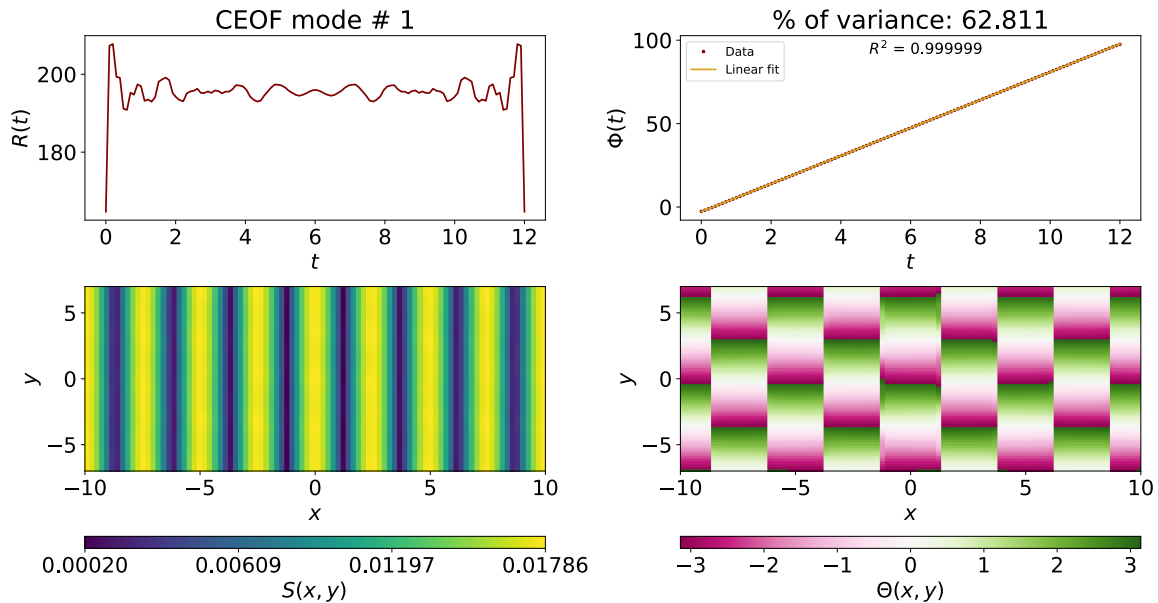 CEOF mode # 1
200
180
R(t)
0 2 4 6 8 10 12
t
% of variance: 62.811
100
50
0
Φ(t)
Data
Linear fit
R² = 0.999999
0 2 4 6 8 10 12
t
5
0
−5
y
−10 −5 0 5 10
x
0.00020 0.00609 0.01197 0.01786
S(x, y)
5
0
−5
y
−10 −5 0 5 10
x
−3 −2 −1 0 1 2 3
Θ(x, y)